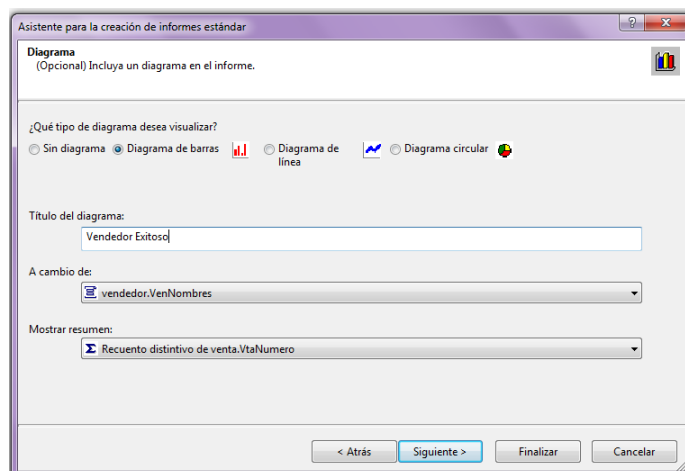 Asistente para la creación de informes estándar
Diagrama
(Opcional) Incluya un diagrama en el informe.
¿Qué tipo de diagrama desea visualizar?
Sin diagrama Diagrama de barras Diagrama de línea Diagrama circular
Título del diagrama:
Vendedor Exitoso
A cambio de:
vendedor.VenNombres
Mostrar resumen:
Σ Recuento distintivo de venta.VtaNumero
< Atrás Siguiente > Finalizar Cancelar